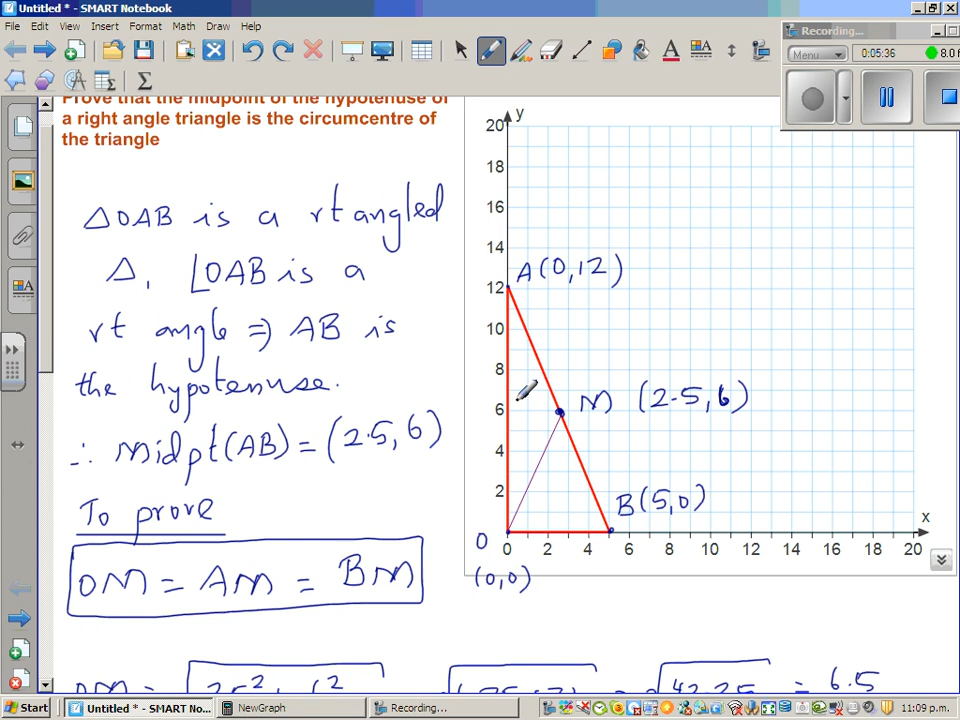 Untitled * - SMART Notebook
File Edit View Insert Format Math Draw Help
Recording...
Menu 0:05:36 8.0
Prove that the midpoint of the hypotenuse of
a right angle triangle is the circumcentre of
the triangle
△OAB is a rt angled
△, ∠OAB is a
rt angle ⇒ AB is
the hypotenuse.
∴ Midpt(AB) = (2.5, 6)
To prove
OM = AM = BM
y
20
18
16
14
12
10
8
6
4
2
A(0,12)
M (2.5, 6)
B(5,0)
x
O
0 2 4 6 8 10 12 14 16 18 20
(0,0)
= √42.25 = 6.5
Start Untitled * - SMART No... NewGraph Recording... 11:09 p.m.